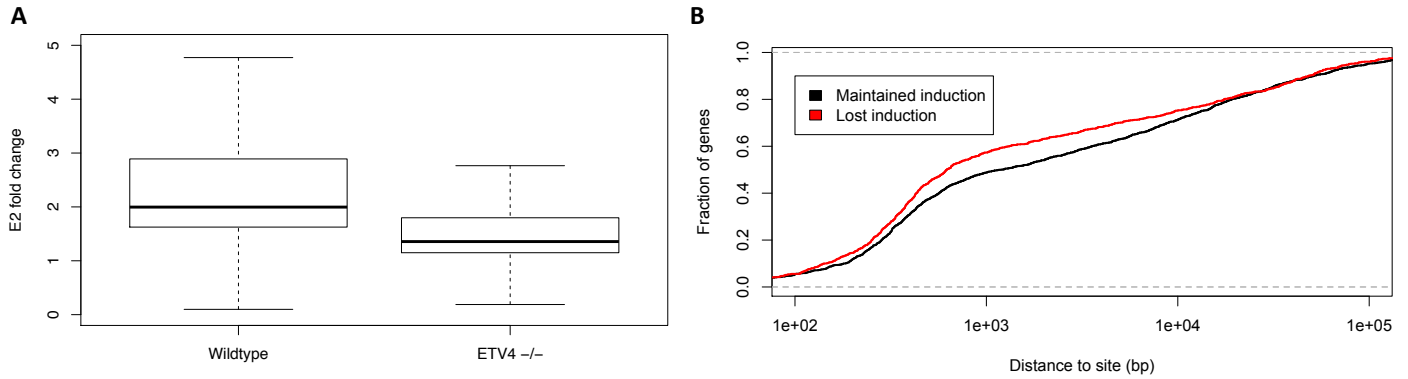 A
E2 fold change
5
4
3
2
1
0
Wildtype
ETV4 −/−
B
Fraction of genes
1.0
0.8
0.6
0.4
0.2
0.0
Maintained induction
Lost induction
1e+02
1e+03
1e+04
1e+05
Distance to site (bp)